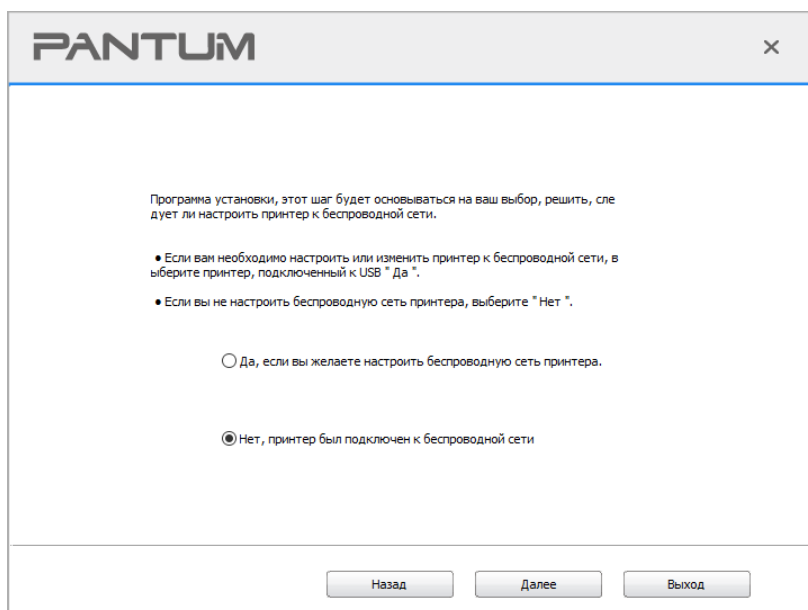 PANTUM
Программа установки, этот шаг будет основываться на ваш выбор, решить, сле
дует ли настроить принтер к беспроводной сети.
● Если вам необходимо настроить или изменить принтер к беспроводной сети, в
ыберите принтер, подключенный к USB " Да ".
● Если вы не настроить беспроводную сеть принтера, выберите " Нет ".
Да, если вы желаете настроить беспроводную сеть принтера.
Нет, принтер был подключен к беспроводной сети
Назад Далее Выход